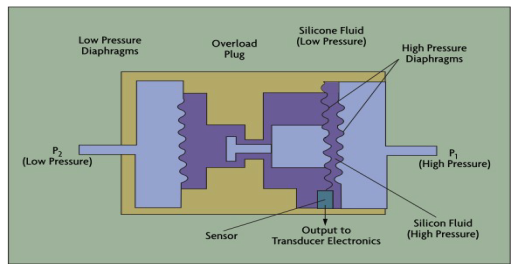 Low Pressure
Diaphragms
Overload
Plug
Silicone Fluid
(Low Pressure)
High Pressure
Diaphragms
P2
(Low Pressure)
P1
(High Pressure)
Sensor
Output to
Transducer Electronics
Silicon Fluid
(High Pressure)